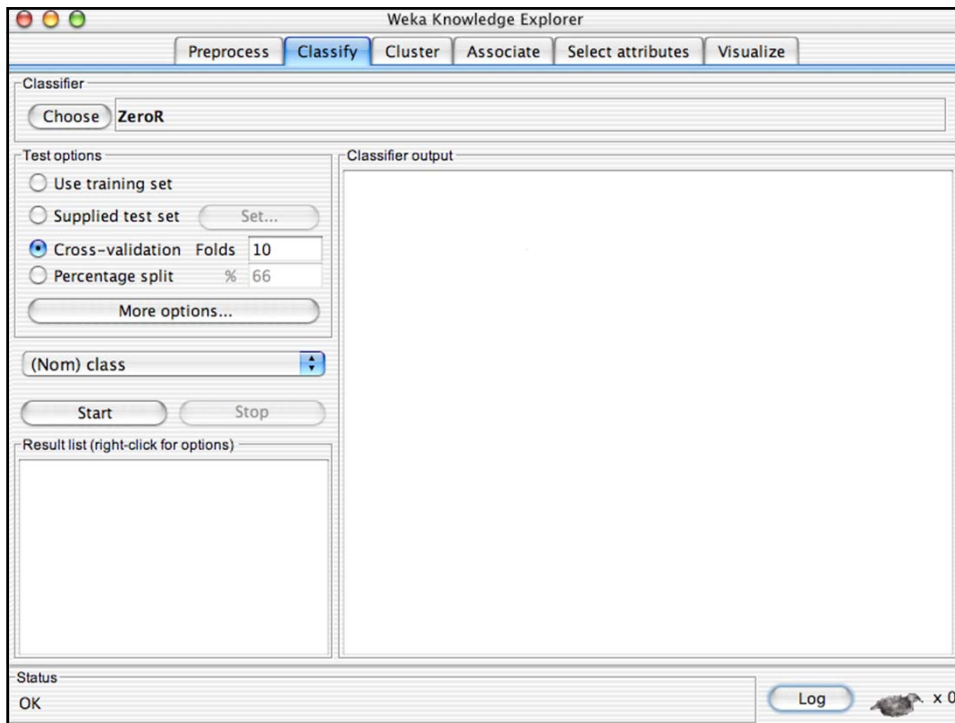 Weka Knowledge Explorer
Preprocess Classify Cluster Associate Select attributes Visualize
Classifier
Choose ZeroR
Test options
Use training set
Supplied test set Set...
Cross-validation Folds 10
Percentage split % 66
More options...
(Nom) class
Start Stop
Result list (right-click for options)
Classifier output
Status
OK
Log x 0